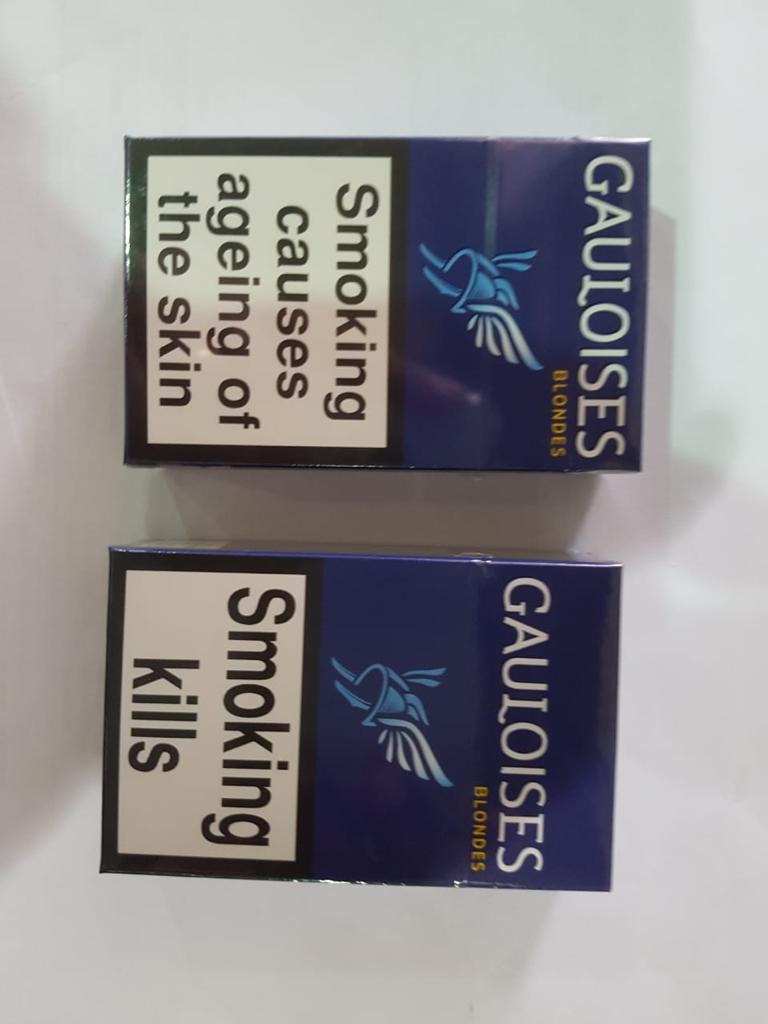 GAULOISES
BLONDES
Smoking
causes
ageing of
the skin
GAULOISES
BLONDES
Smoking
kills